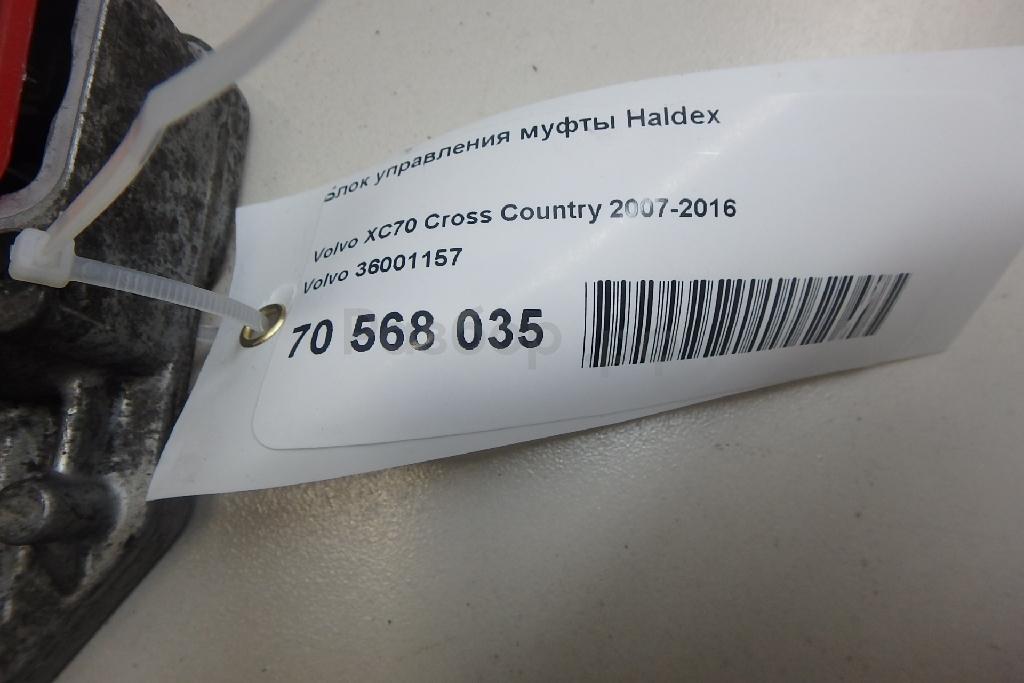 Блок управления муфты Haldex
Volvo XC70 Cross Country 2007-2016
Volvo 36001157
70 568 035